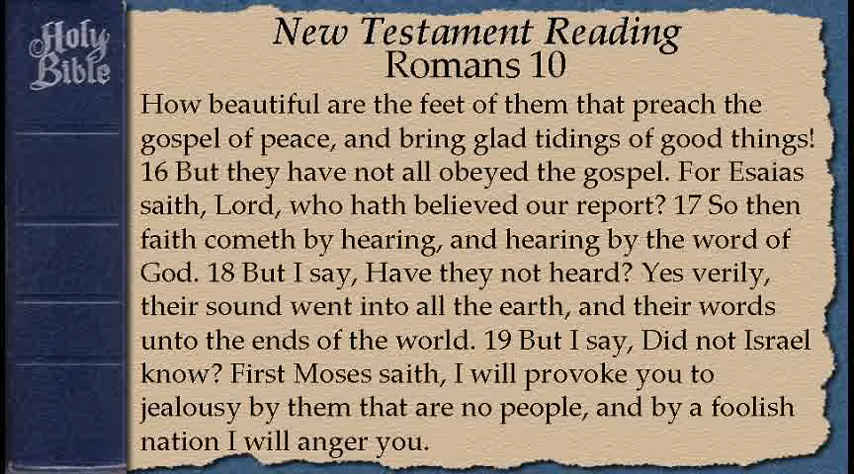 Holy
Bible
New Testament Reading
Romans 10
How beautiful are the feet of them that preach the
gospel of peace, and bring glad tidings of good things!
16 But they have not all obeyed the gospel. For Esaias
saith, Lord, who hath believed our report? 17 So then
faith cometh by hearing, and hearing by the word of
God. 18 But I say, Have they not heard? Yes verily,
their sound went into all the earth, and their words
unto the ends of the world. 19 But I say, Did not Israel
know? First Moses saith, I will provoke you to
jealousy by them that are no people, and by a foolish
nation I will anger you.